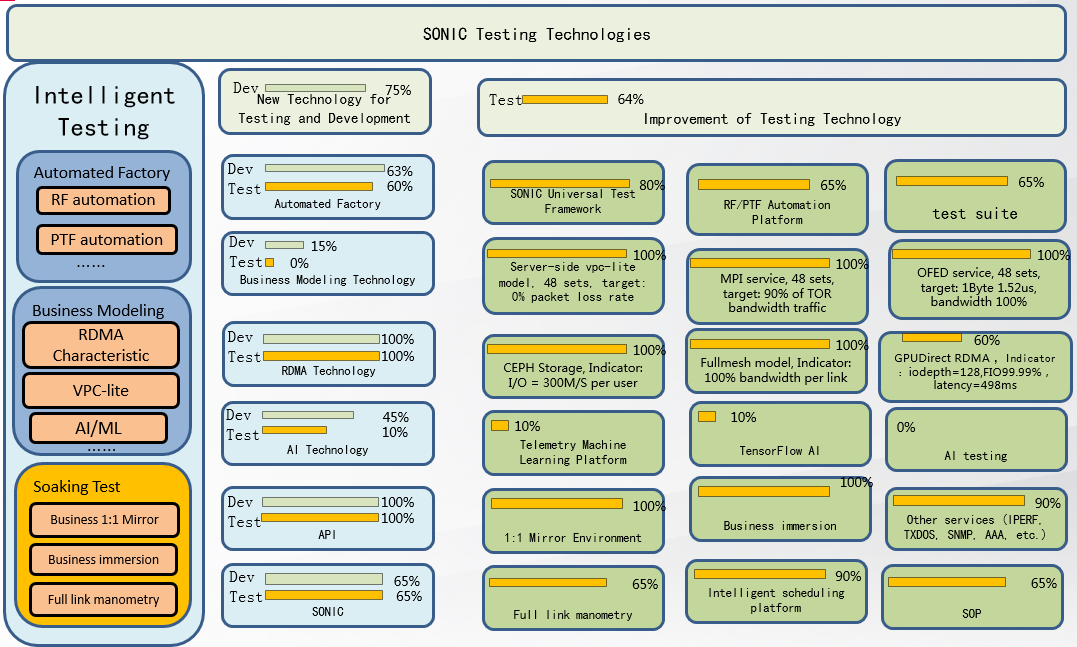 SONIC Testing Technologies
Intelligent
Testing
Automated Factory
RF automation
PTF automation
......
Business Modeling
RDMA
Characteristic
VPC-lite
AI/ML
......
Soaking Test
Business 1:1 Mirror
Business immersion
Full link manometry
Dev 75%
New Technology for
Testing and Development
Test 64%
Improvement of Testing Technology
Dev 63%
Test 60%
Automated Factory
80%
SONIC Universal Test
Framework
65%
RF/PTF Automation
Platform
65%
test suite
Dev 15%
Test 0%
Business Modeling Technology
100%
Server-side vpc-lite
model, 48 sets, target:
0% packet loss rate
100%
MPI service, 48 sets,
target: 90% of TOR
bandwidth traffic
100%
OFED service, 48 sets,
target: 1Byte 1.52us,
bandwidth 100%
Dev 100%
Test 100%
RDMA Technology
100%
CEPH Storage, Indicator:
I/O = 300M/S per user
100%
Fullmesh model, Indicator:
100% bandwidth per link
60%
GPUDirect RDMA , Indicator
: iodepth=128,FIO99.99% ,
latency=498ms
Dev 45%
Test 10%
AI Technology
10%
Telemetry Machine
Learning Platform
10%
TensorFlow AI
0%
AI testing
Dev 100%
Test 100%
API
100%
1:1 Mirror Environment
100%
Business immersion
90%
Other services (IPERF,
TXDOS, SNMP, AAA, etc.)
Dev 65%
Test 65%
SONIC
65%
Full link manometry
90%
Intelligent scheduling
platform
65%
SOP